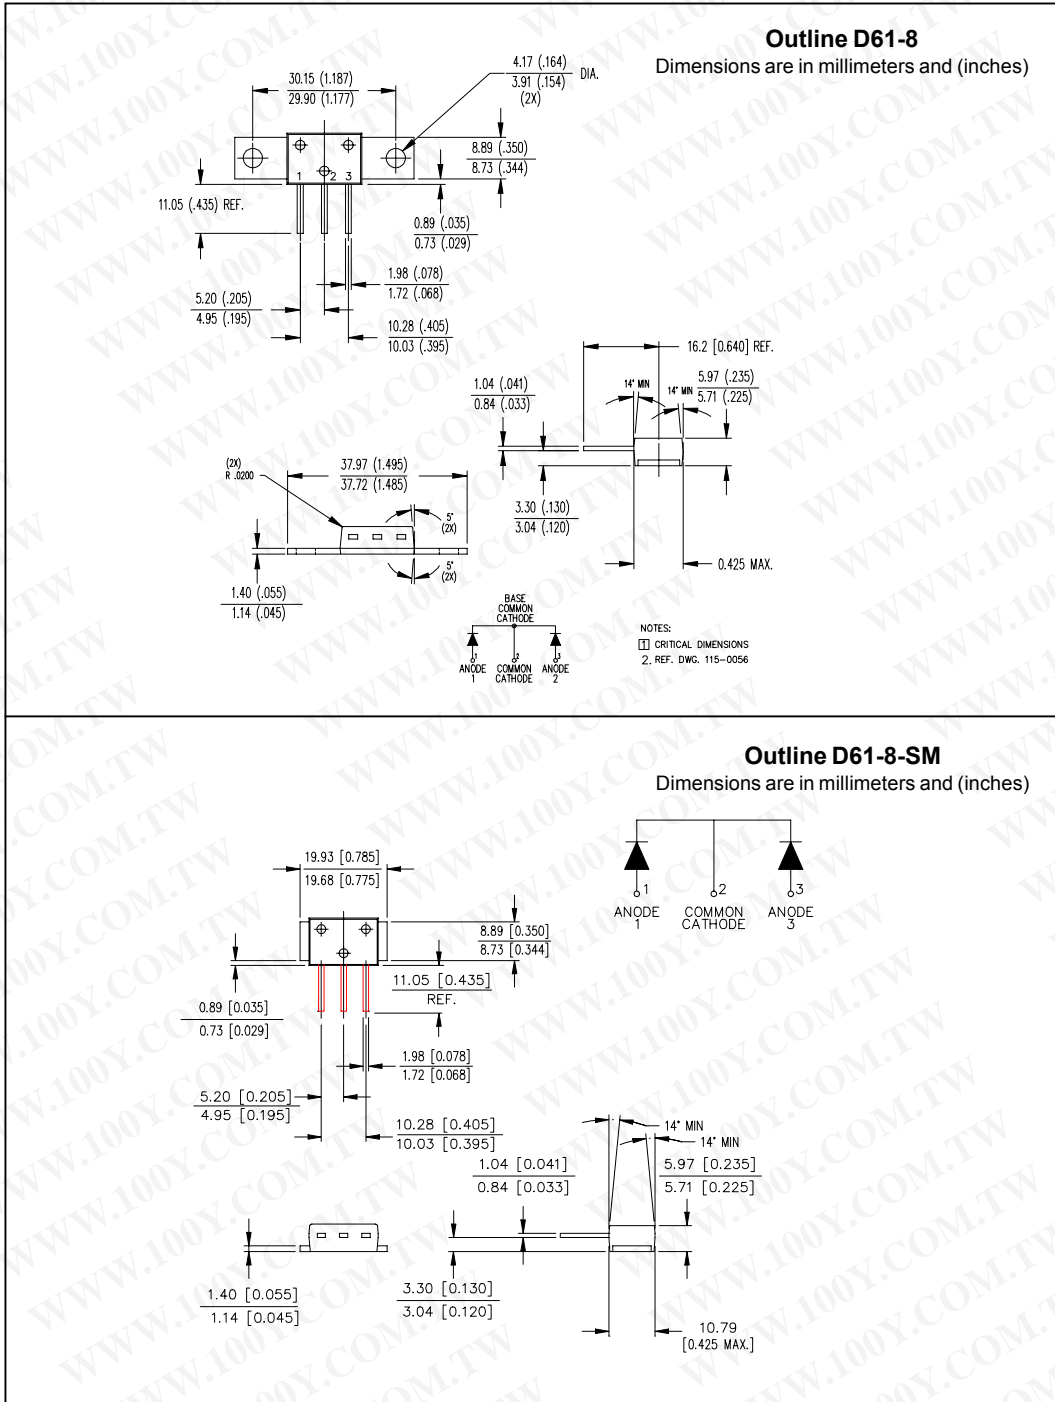 Outline D61-8
Dimensions are in millimeters and (inches)
30.15 (1.187)
29.90 (1.177)
4.17 (.164)
3.91 (.154)
DIA.
(2X)
8.89 (.350)
8.73 (.344)
1 2 3
11.05 (.435) REF.
0.89 (.035)
0.73 (.029)
1.98 (.078)
1.72 (.068)
5.20 (.205)
4.95 (.195)
10.28 (.405)
10.03 (.395)
16.2 [0.640] REF.
1.04 (.041)
0.84 (.033)
14° MIN
14° MIN
5.97 (.235)
5.71 (.225)
(2X)
R .0200
37.97 (1.495)
37.72 (1.485)
5°
(2X)
3.30 (.130)
3.04 (.120)
0.425 MAX.
5°
(2X)
1.40 (.055)
1.14 (.045)
BASE
COMMON
CATHODE
1 2 3
ANODE
1
COMMON
CATHODE
ANODE
2
NOTES:
1 CRITICAL DIMENSIONS
2. REF. DWG. 115-0056
Outline D61-8-SM
Dimensions are in millimeters and (inches)
1 2 3
ANODE
1
COMMON
CATHODE
ANODE
3
19.93 [0.785]
19.68 [0.775]
8.89 [0.350]
8.73 [0.344]
11.05 [0.435]
REF.
0.89 [0.035]
0.73 [0.029]
1.98 [0.078]
1.72 [0.068]
5.20 [0.205]
4.95 [0.195]
10.28 [0.405]
10.03 [0.395]
14° MIN
14° MIN
1.04 [0.041]
0.84 [0.033]
5.97 [0.235]
5.71 [0.225]
1.40 [0.055]
1.14 [0.045]
3.30 [0.130]
3.04 [0.120]
10.79
[0.425 MAX.]
WWW.100Y.COM.TW